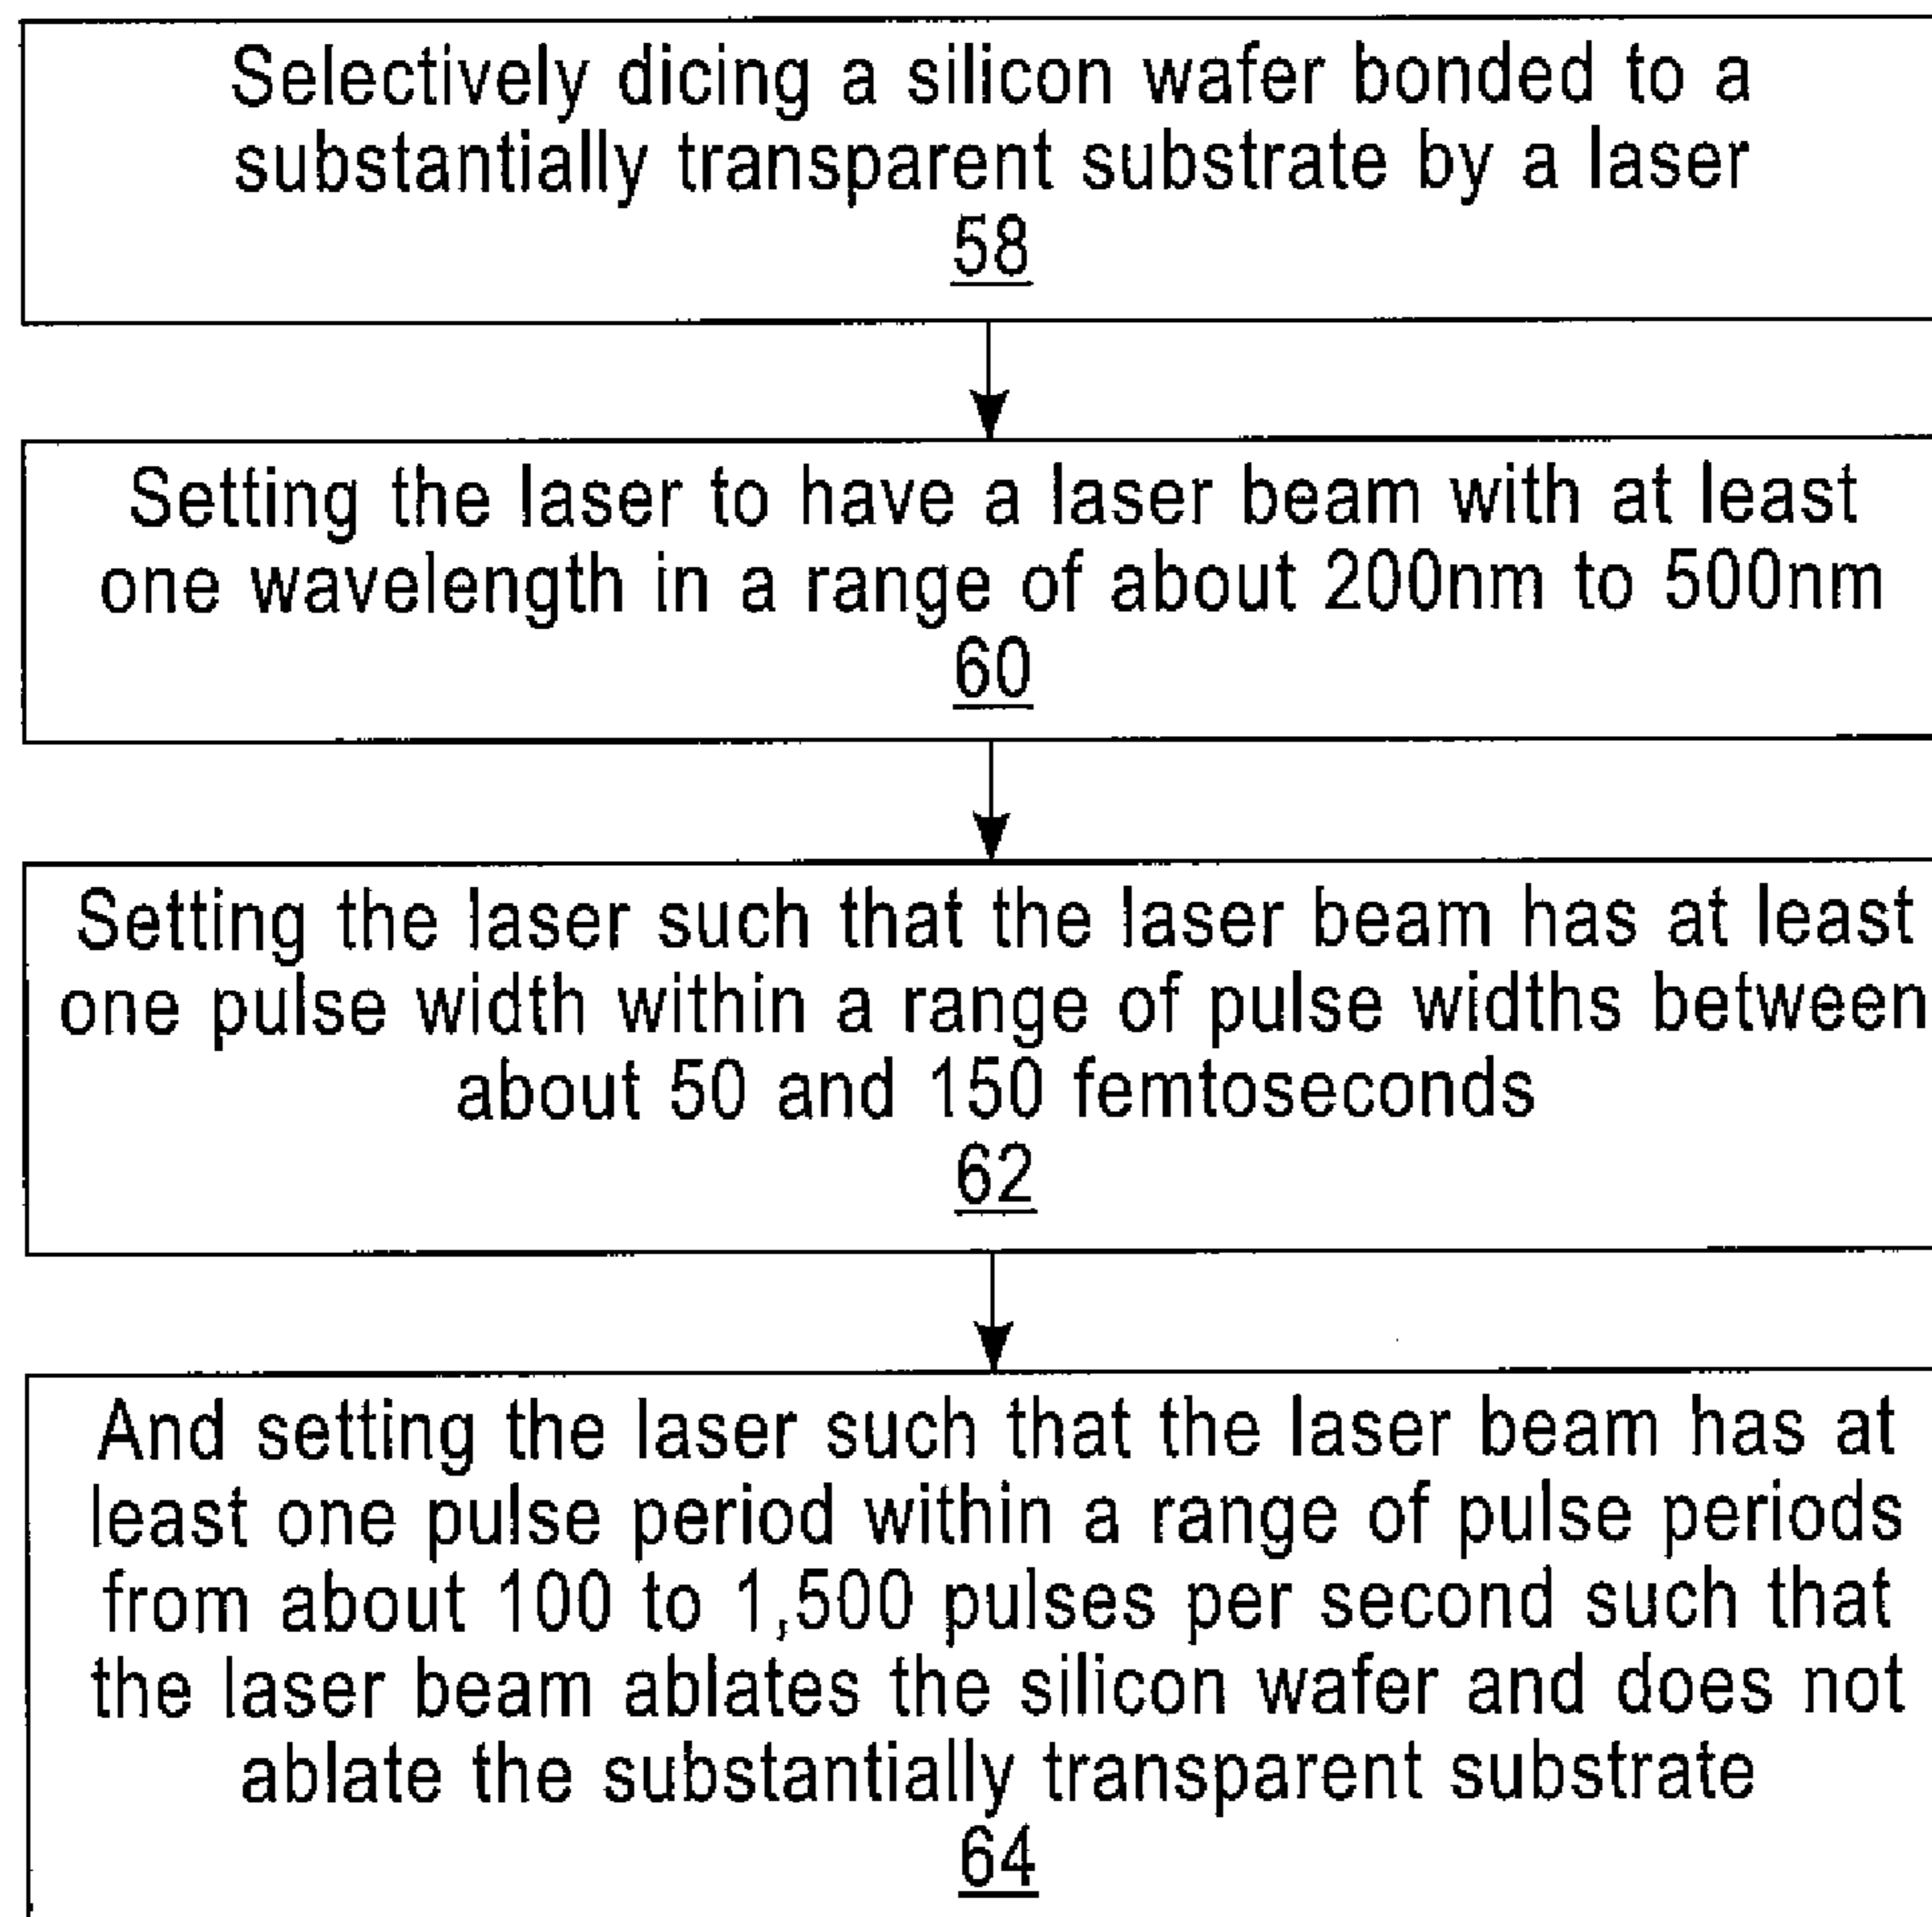 Selectively dicing a silicon wafer bonded to a
substantially transparent substrate by a laser
58
Setting the laser to have a laser beam with at least
one wavelength in a range of about 200nm to 500nm
60
Setting the laser such that the laser beam has at least
one pulse width within a range of pulse widths between
about 50 and 150 femtoseconds
62
And setting the laser such that the laser beam has at
least one pulse period within a range of pulse periods
from about 100 to 1,500 pulses per second such that
the laser beam ablates the silicon wafer and does not
ablate the substantially transparent substrate
64